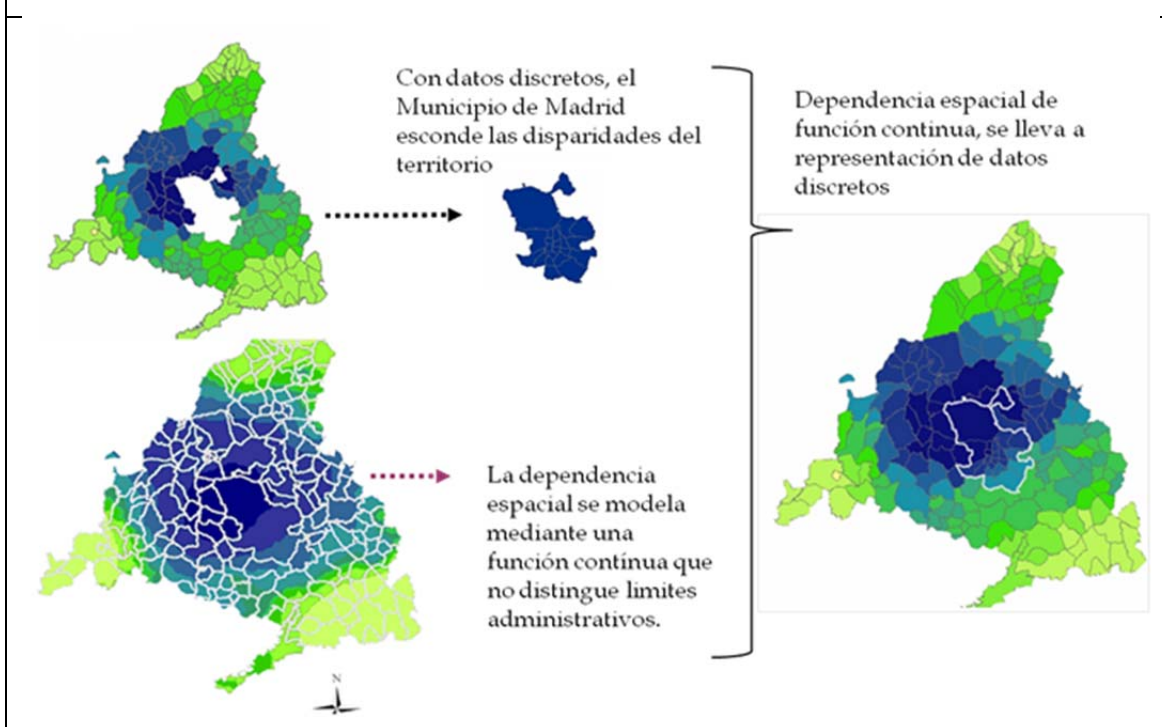 Con datos discretos, el
Municipio de Madrid
esconde las disparidades del
territorio
Dependencia espacial de
función continua, se lleva a
representación de datos
discretos
La dependencia
espacial se modela
mediante una
función contínua que
no distingue limites
administrativos.
N